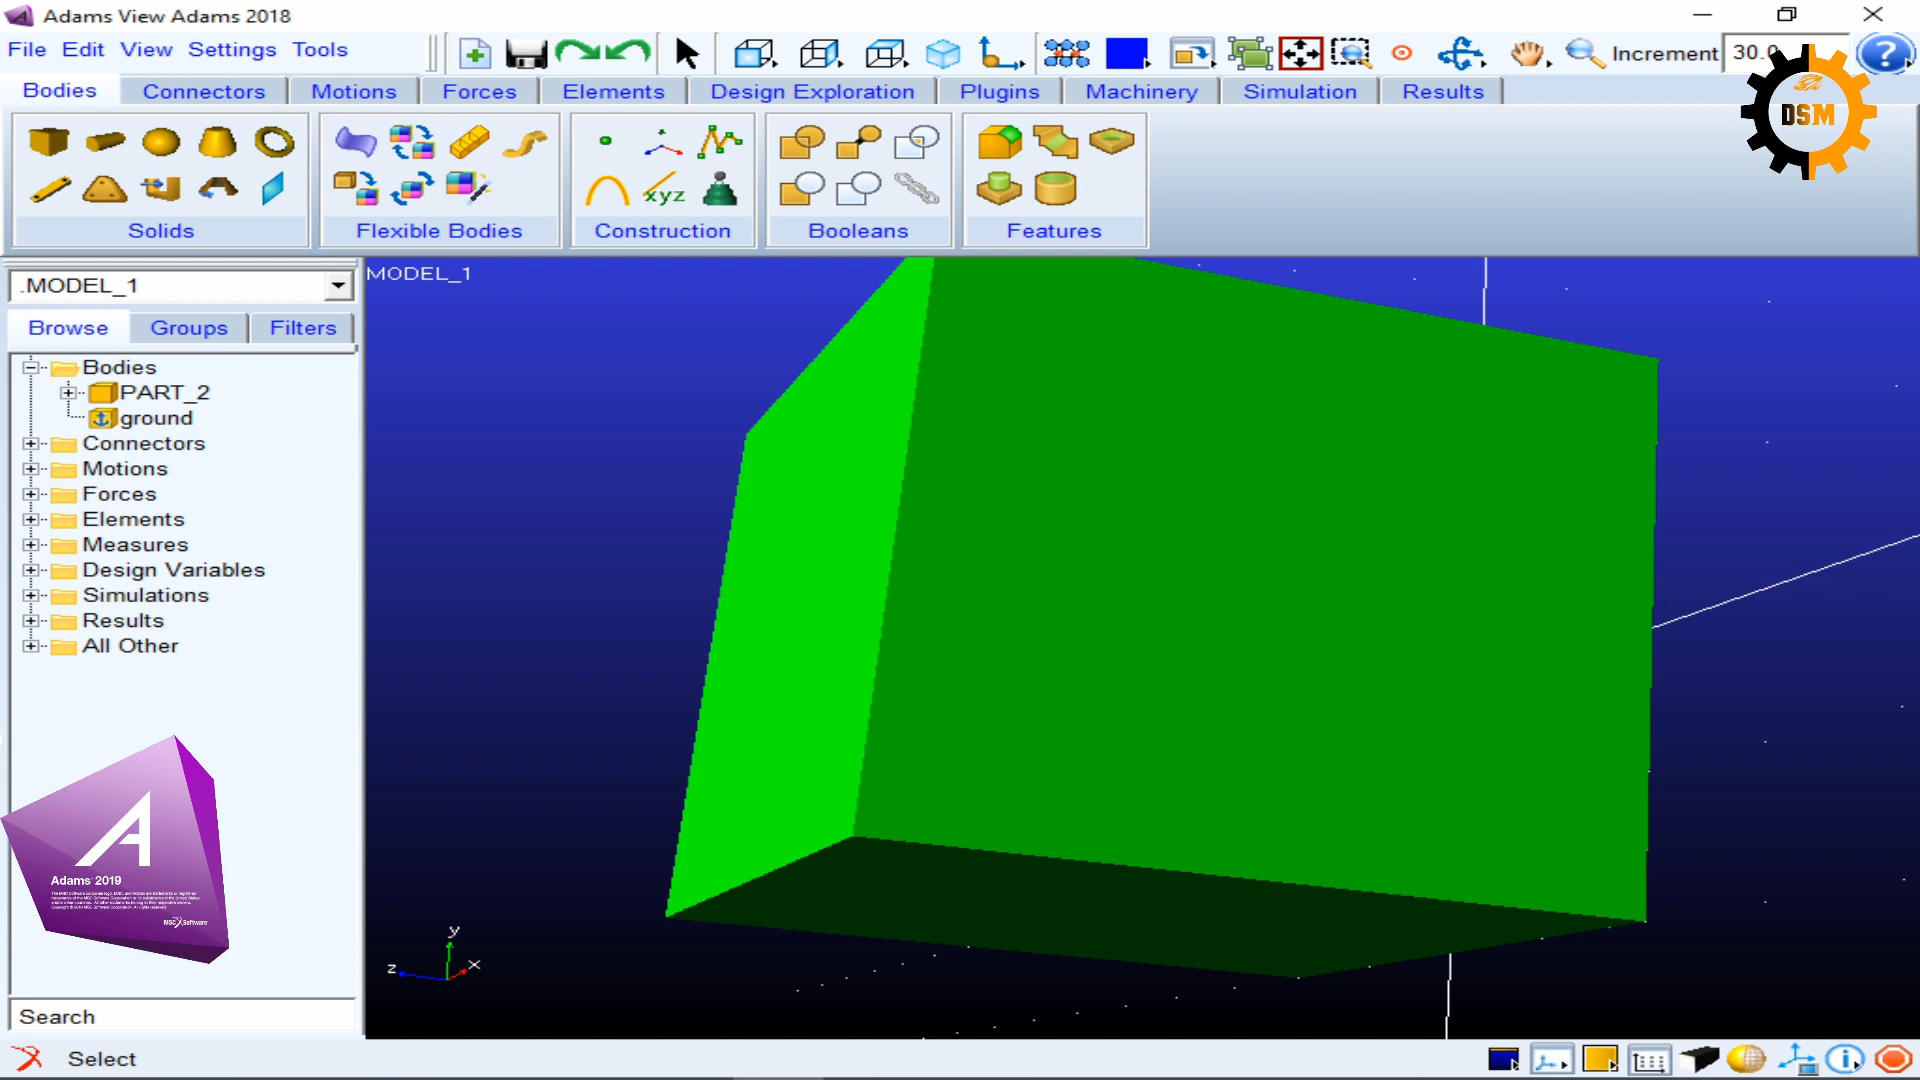 Adams View Adams 2018
File Edit View Settings Tools
Increment 30.0
Bodies Connectors Motions Forces Elements Design Exploration Plugins Machinery Simulation Results
DSM
xyz
Solids Flexible Bodies Construction Booleans Features
.MODEL_1
MODEL_1
Browse Groups Filters
Bodies
PART_2
ground
Connectors
Motions
Forces
Elements
Measures
Design Variables
Simulations
Results
All Other
A
Adams 2019
MSC Software
y
z
x
Search
Select